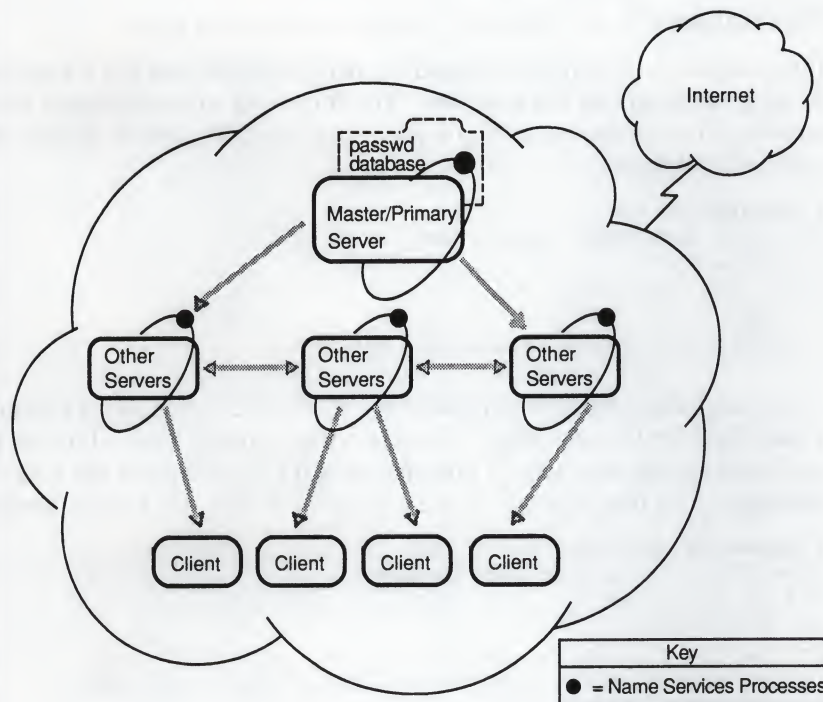 Internet
passwd
database
Master/Primary
Server
Other
Servers
Other
Servers
Other
Servers
Client
Client
Client
Client
Key
= Name Services Processes